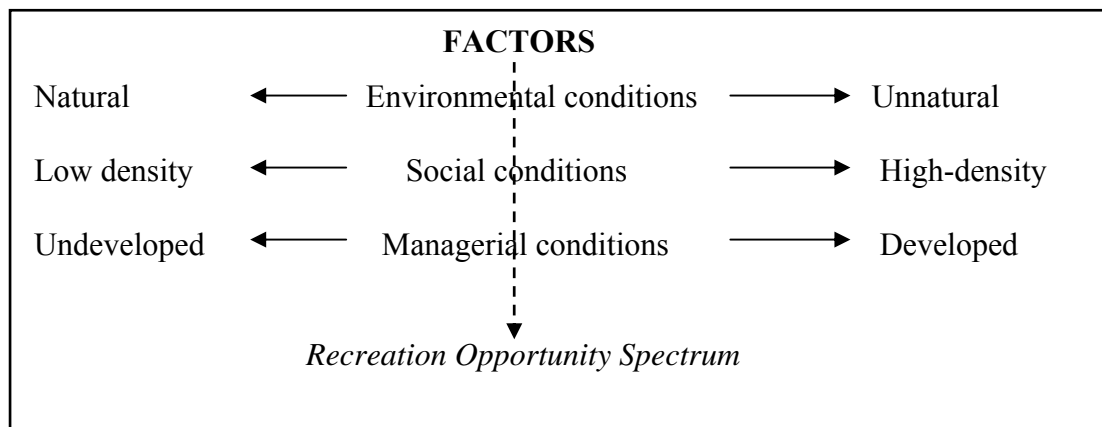 FACTORS
Natural Environmental conditions Unnatural
Low density Social conditions High-density
Undeveloped Managerial conditions Developed
Recreation Opportunity Spectrum